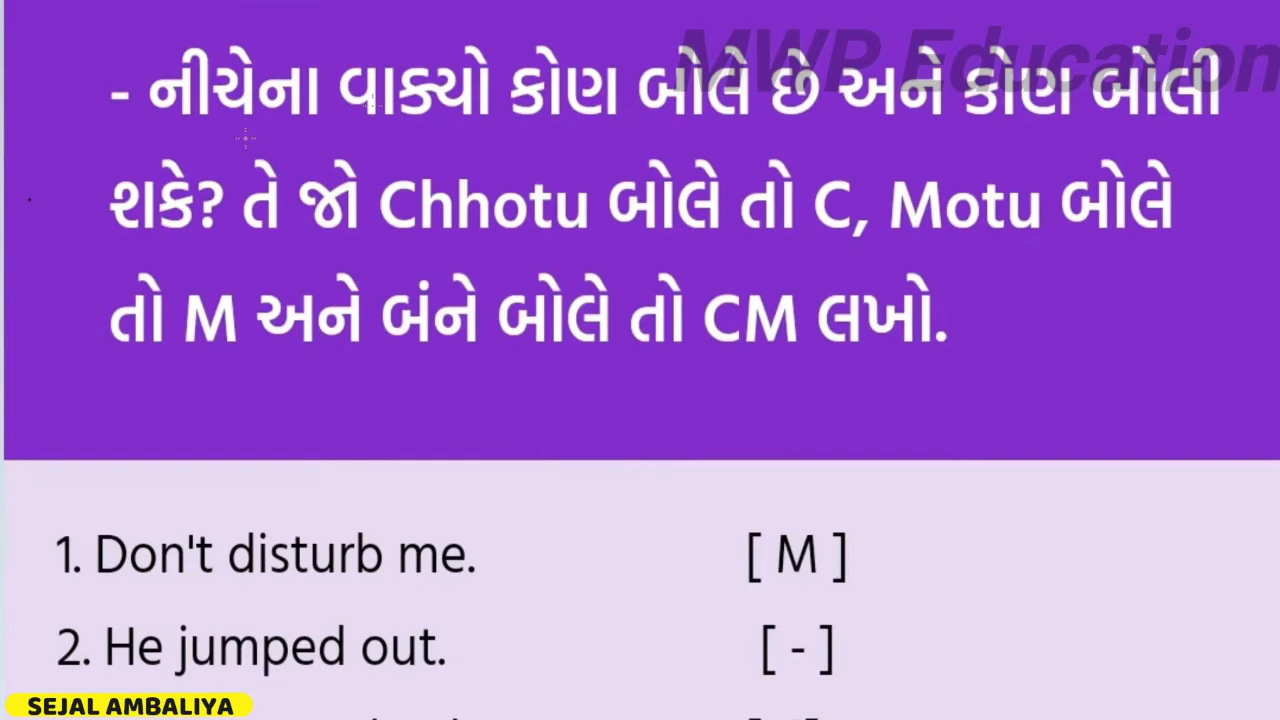 MWP Education
- નીચેના વાક્યો કોણ બોલે છે અને કોણ બોલી
શકે? તે જો Chhotu બોલે તો C, Motu બોલે
તો M અને બંને બોલે તો CM લખો.
1. Don't disturb me. [ M ]
2. He jumped out. [ - ]
SEJAL AMBALIYA